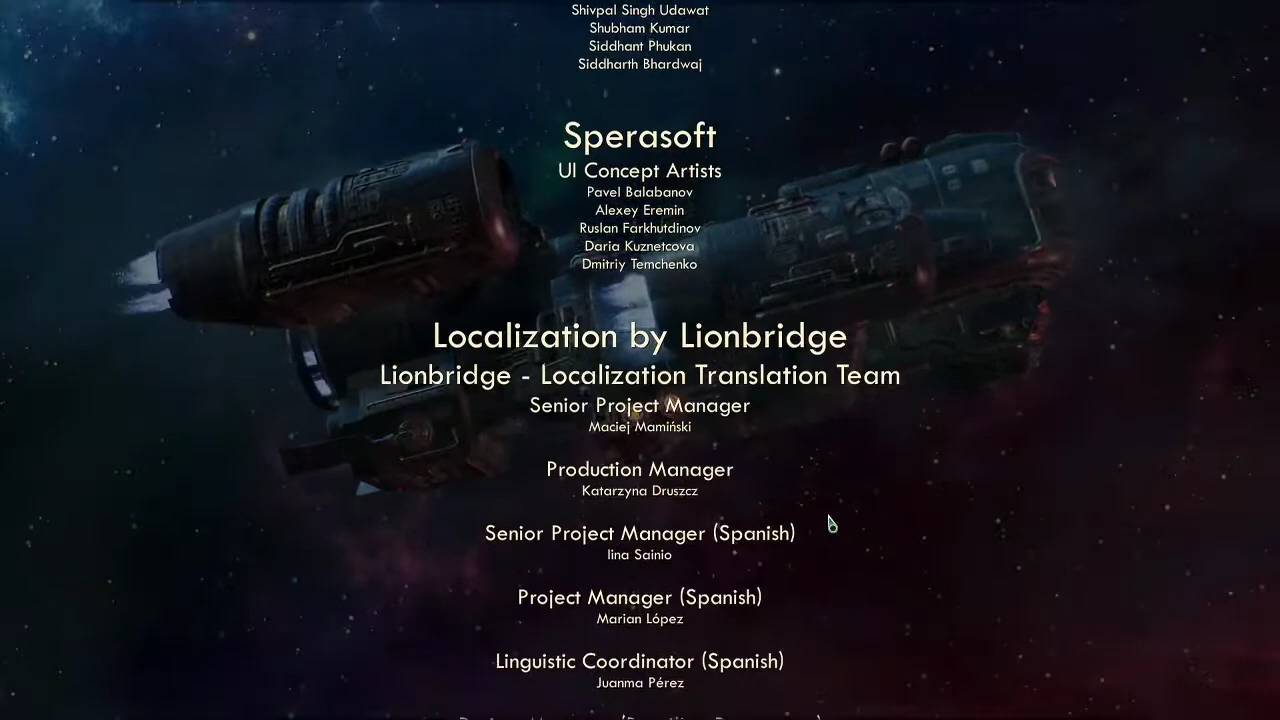 Shivpal Singh Udawat
Shubham Kumar
Siddhant Phukan
Siddharth Bhardwaj
Sperasoft
UI Concept Artists
Pavel Balabanov
Alexey Eremin
Ruslan Farkhutdinov
Daria Kuznetcova
Dmitriy Temchenko
Localization by Lionbridge
Lionbridge - Localization Translation Team
Senior Project Manager
Maciej Mamiński
Production Manager
Katarzyna Druszcz
Senior Project Manager (Spanish)
Iina Sainio
Project Manager (Spanish)
Marian López
Linguistic Coordinator (Spanish)
Juanma Pérez